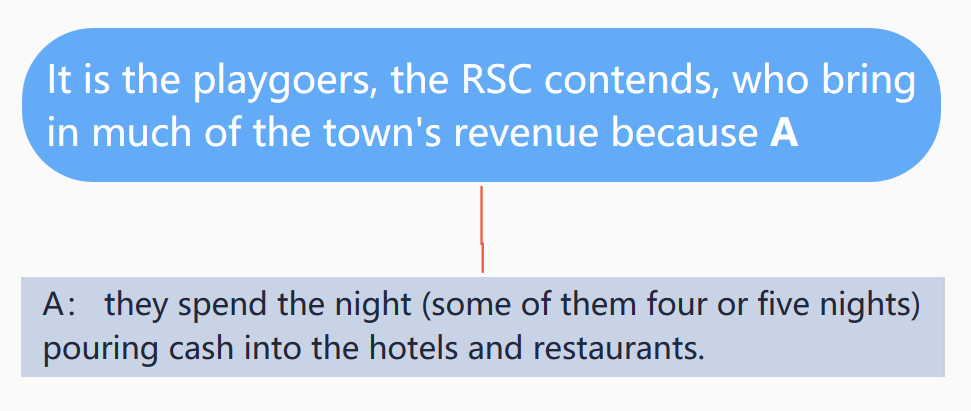 It is the playgoers, the RSC contends, who bring
in much of the town's revenue because A
A: they spend the night (some of them four or five nights)
pouring cash into the hotels and restaurants.